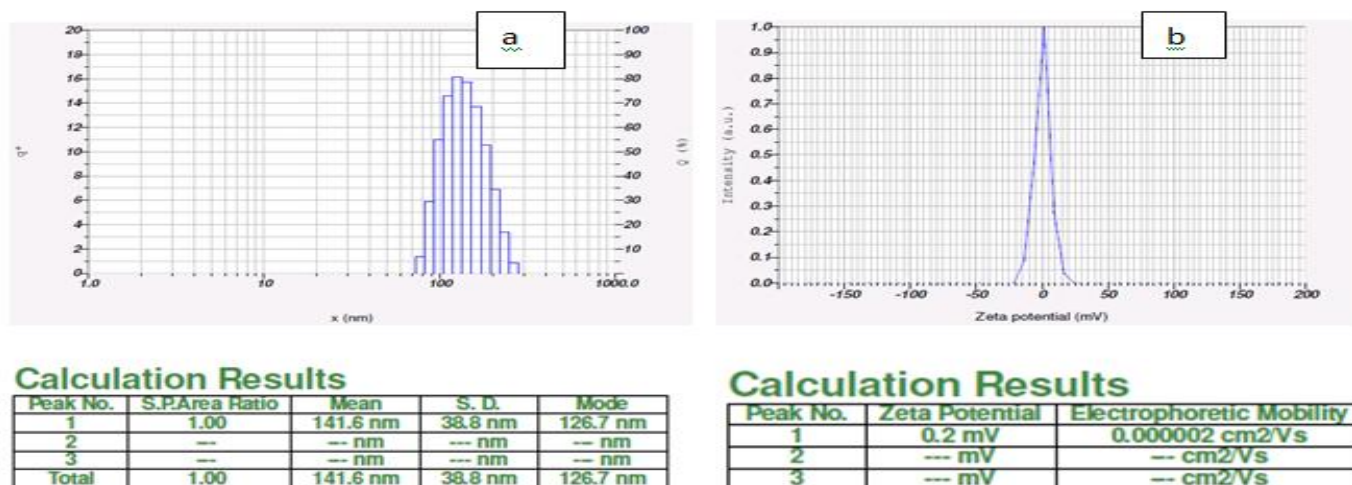 a
20
18
16
14
12
10
8
6
4
2
0
q*
100
90
80
70
60
50
40
30
20
10
Q (%)
1.0 10 100 1000.0
x (nm)
b
1.0
0.9
0.8
0.7
0.6
0.5
0.4
0.3
0.2
0.1
0.0
Intensity (a.u.)
-150 -100 -50 0 50 100 150 200
Zeta potential (mV)
Calculation Results
Peak No. S.P.Area Ratio Mean S. D. Mode
1 1.00 141.6 nm 38.8 nm 126.7 nm
2 --- --- nm --- nm --- nm
3 --- --- nm --- nm --- nm
Total 1.00 141.6 nm 38.8 nm 126.7 nm
Calculation Results
Peak No. Zeta Potential Electrophoretic Mobility
1 0.2 mV 0.000002 cm2/Vs
2 --- mV --- cm2/Vs
3 --- mV --- cm2/Vs